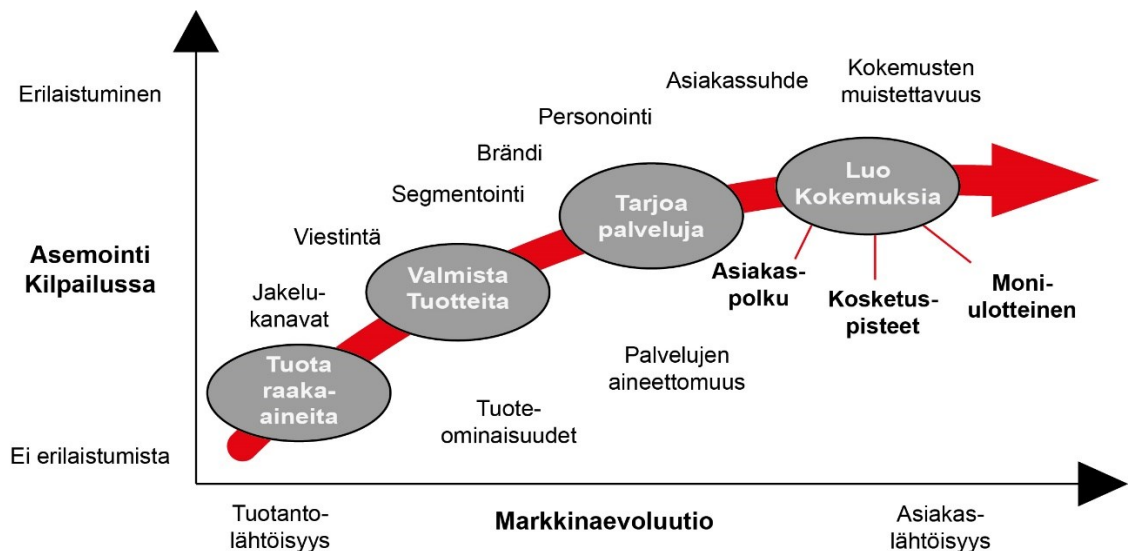 Erilaistuminen
Asemointi
Kilpailussa
Ei erilaistumista
Tuota
raaka-
aineita
Jakelu-
kanavat
Viestintä
Valmista
Tuotteita
Segmentointi
Brändi
Personointi
Tarjoa
palveluja
Asiakassuhde
Kokemusten
muistettavuus
Luo
Kokemuksia
Asiakas-
polku
Kosketus-
pisteet
Moni-
ulotteinen
Palvelujen
aineettomuus
Tuote-
ominaisuudet
Tuotanto-
lähtöisyys
Markkinaevoluutio
Asiakas-
lähtöisyys